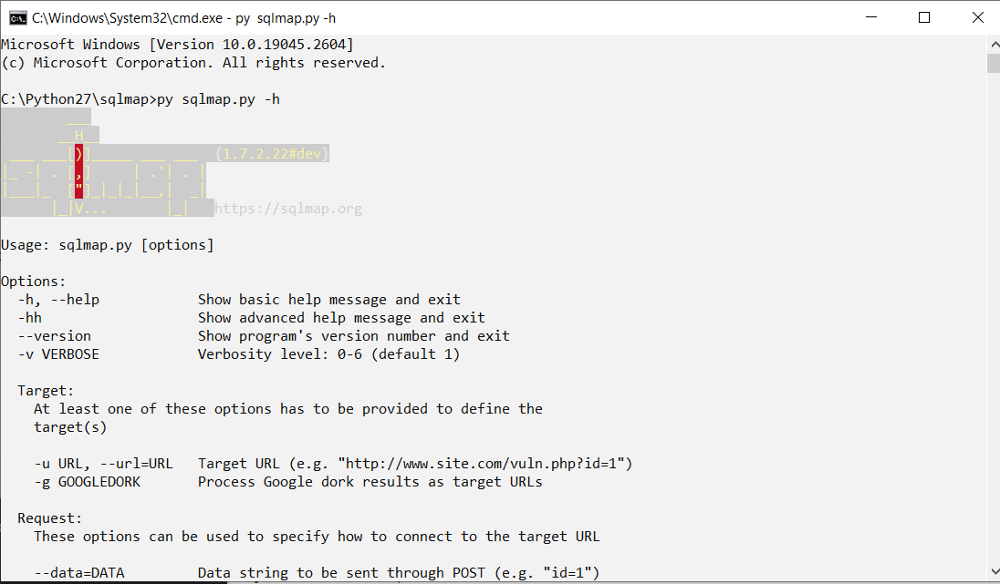 C:\Windows\System32\cmd.exe - py  sqlmap.py -h
Microsoft Windows [Version 10.0.19045.2604]
(c) Microsoft Corporation. All rights reserved.
C:\Python27\sqlmap>py sqlmap.py -h
        ___
       __H__
 ___ ___[)]_____ ___ ___  {1.7.2.22#dev}
|_ -| . [,]     | .'| . |
|___|_  ["]_|_|_|__,|  _|
      |_|V...       |_|   https://sqlmap.org
Usage: sqlmap.py [options]
Options:
  -h, --help            Show basic help message and exit
  -hh                   Show advanced help message and exit
  --version             Show program's version number and exit
  -v VERBOSE            Verbosity level: 0-6 (default 1)
  Target:
    At least one of these options has to be provided to define the
    target(s)
    -u URL, --url=URL   Target URL (e.g. "http://www.site.com/vuln.php?id=1")
    -g GOOGLEDORK       Process Google dork results as target URLs
  Request:
    These options can be used to specify how to connect to the target URL
    --data=DATA         Data string to be sent through POST (e.g. "id=1")